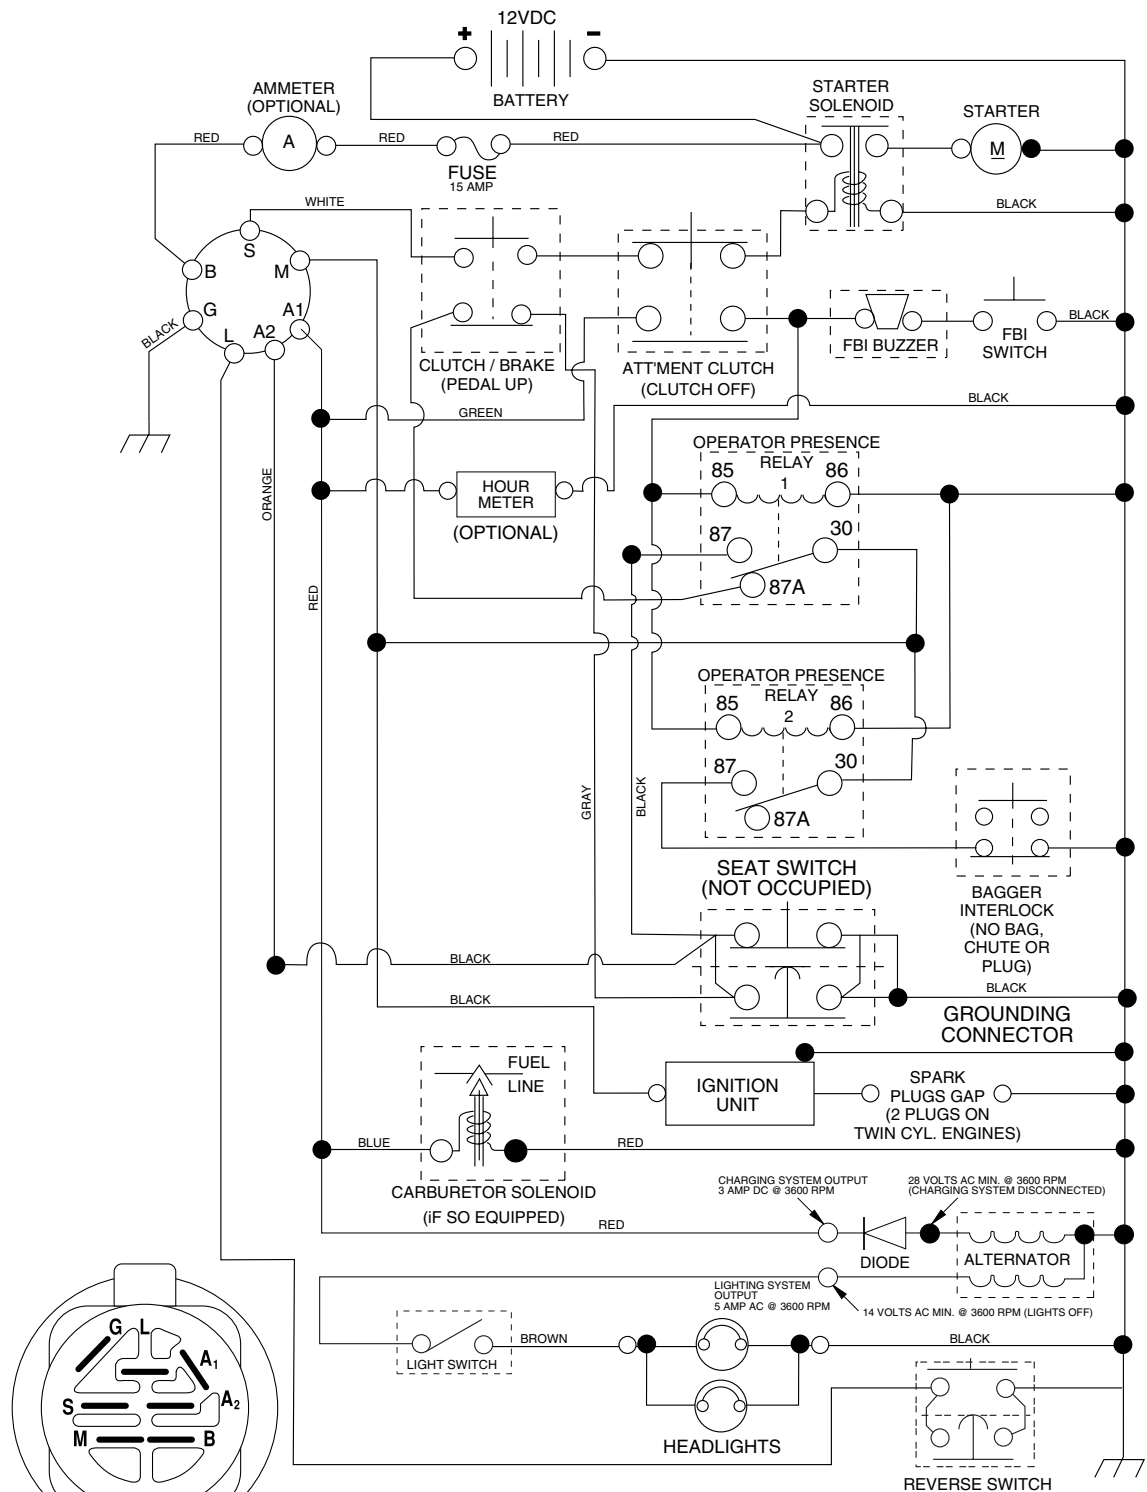 12VDC
+
−
BATTERY
AMMETER
(OPTIONAL)
STARTER
SOLENOID
STARTER
RED
A
RED
RED
M
FUSE
15 AMP
WHITE
BLACK
S
B
M
G
A1
L
A2
BLACK
CLUTCH / BRAKE
(PEDAL UP)
ATT'MENT CLUTCH
(CLUTCH OFF)
FBI BUZZER
FBI
SWITCH
BLACK
GREEN
BLACK
ORANGE
RED
HOUR
METER
(OPTIONAL)
OPERATOR PRESENCE
RELAY
1
85
86
87
30
87A
OPERATOR PRESENCE
RELAY
2
85
86
87
30
87A
GRAY
BLACK
SEAT SWITCH
(NOT OCCUPIED)
BAGGER
INTERLOCK
(NO BAG,
CHUTE OR
PLUG)
BLACK
BLACK
BLACK
GROUNDING
CONNECTOR
FUEL
LINE
IGNITION
UNIT
SPARK
PLUGS GAP
(2 PLUGS ON
TWIN CYL. ENGINES)
BLUE
RED
CARBURETOR SOLENOID
(iF SO EQUIPPED)
CHARGING SYSTEM OUTPUT
3 AMP DC @ 3600 RPM
28 VOLTS AC MIN. @ 3600 RPM
(CHARGING SYSTEM DISCONNECTED)
RED
DIODE
ALTERNATOR
LIGHTING SYSTEM
OUTPUT
5 AMP AC @ 3600 RPM
14 VOLTS AC MIN. @ 3600 RPM (LIGHTS OFF)
LIGHT SWITCH
BROWN
BLACK
HEADLIGHTS
REVERSE SWITCH
G
L
A1
S
A2
M
B